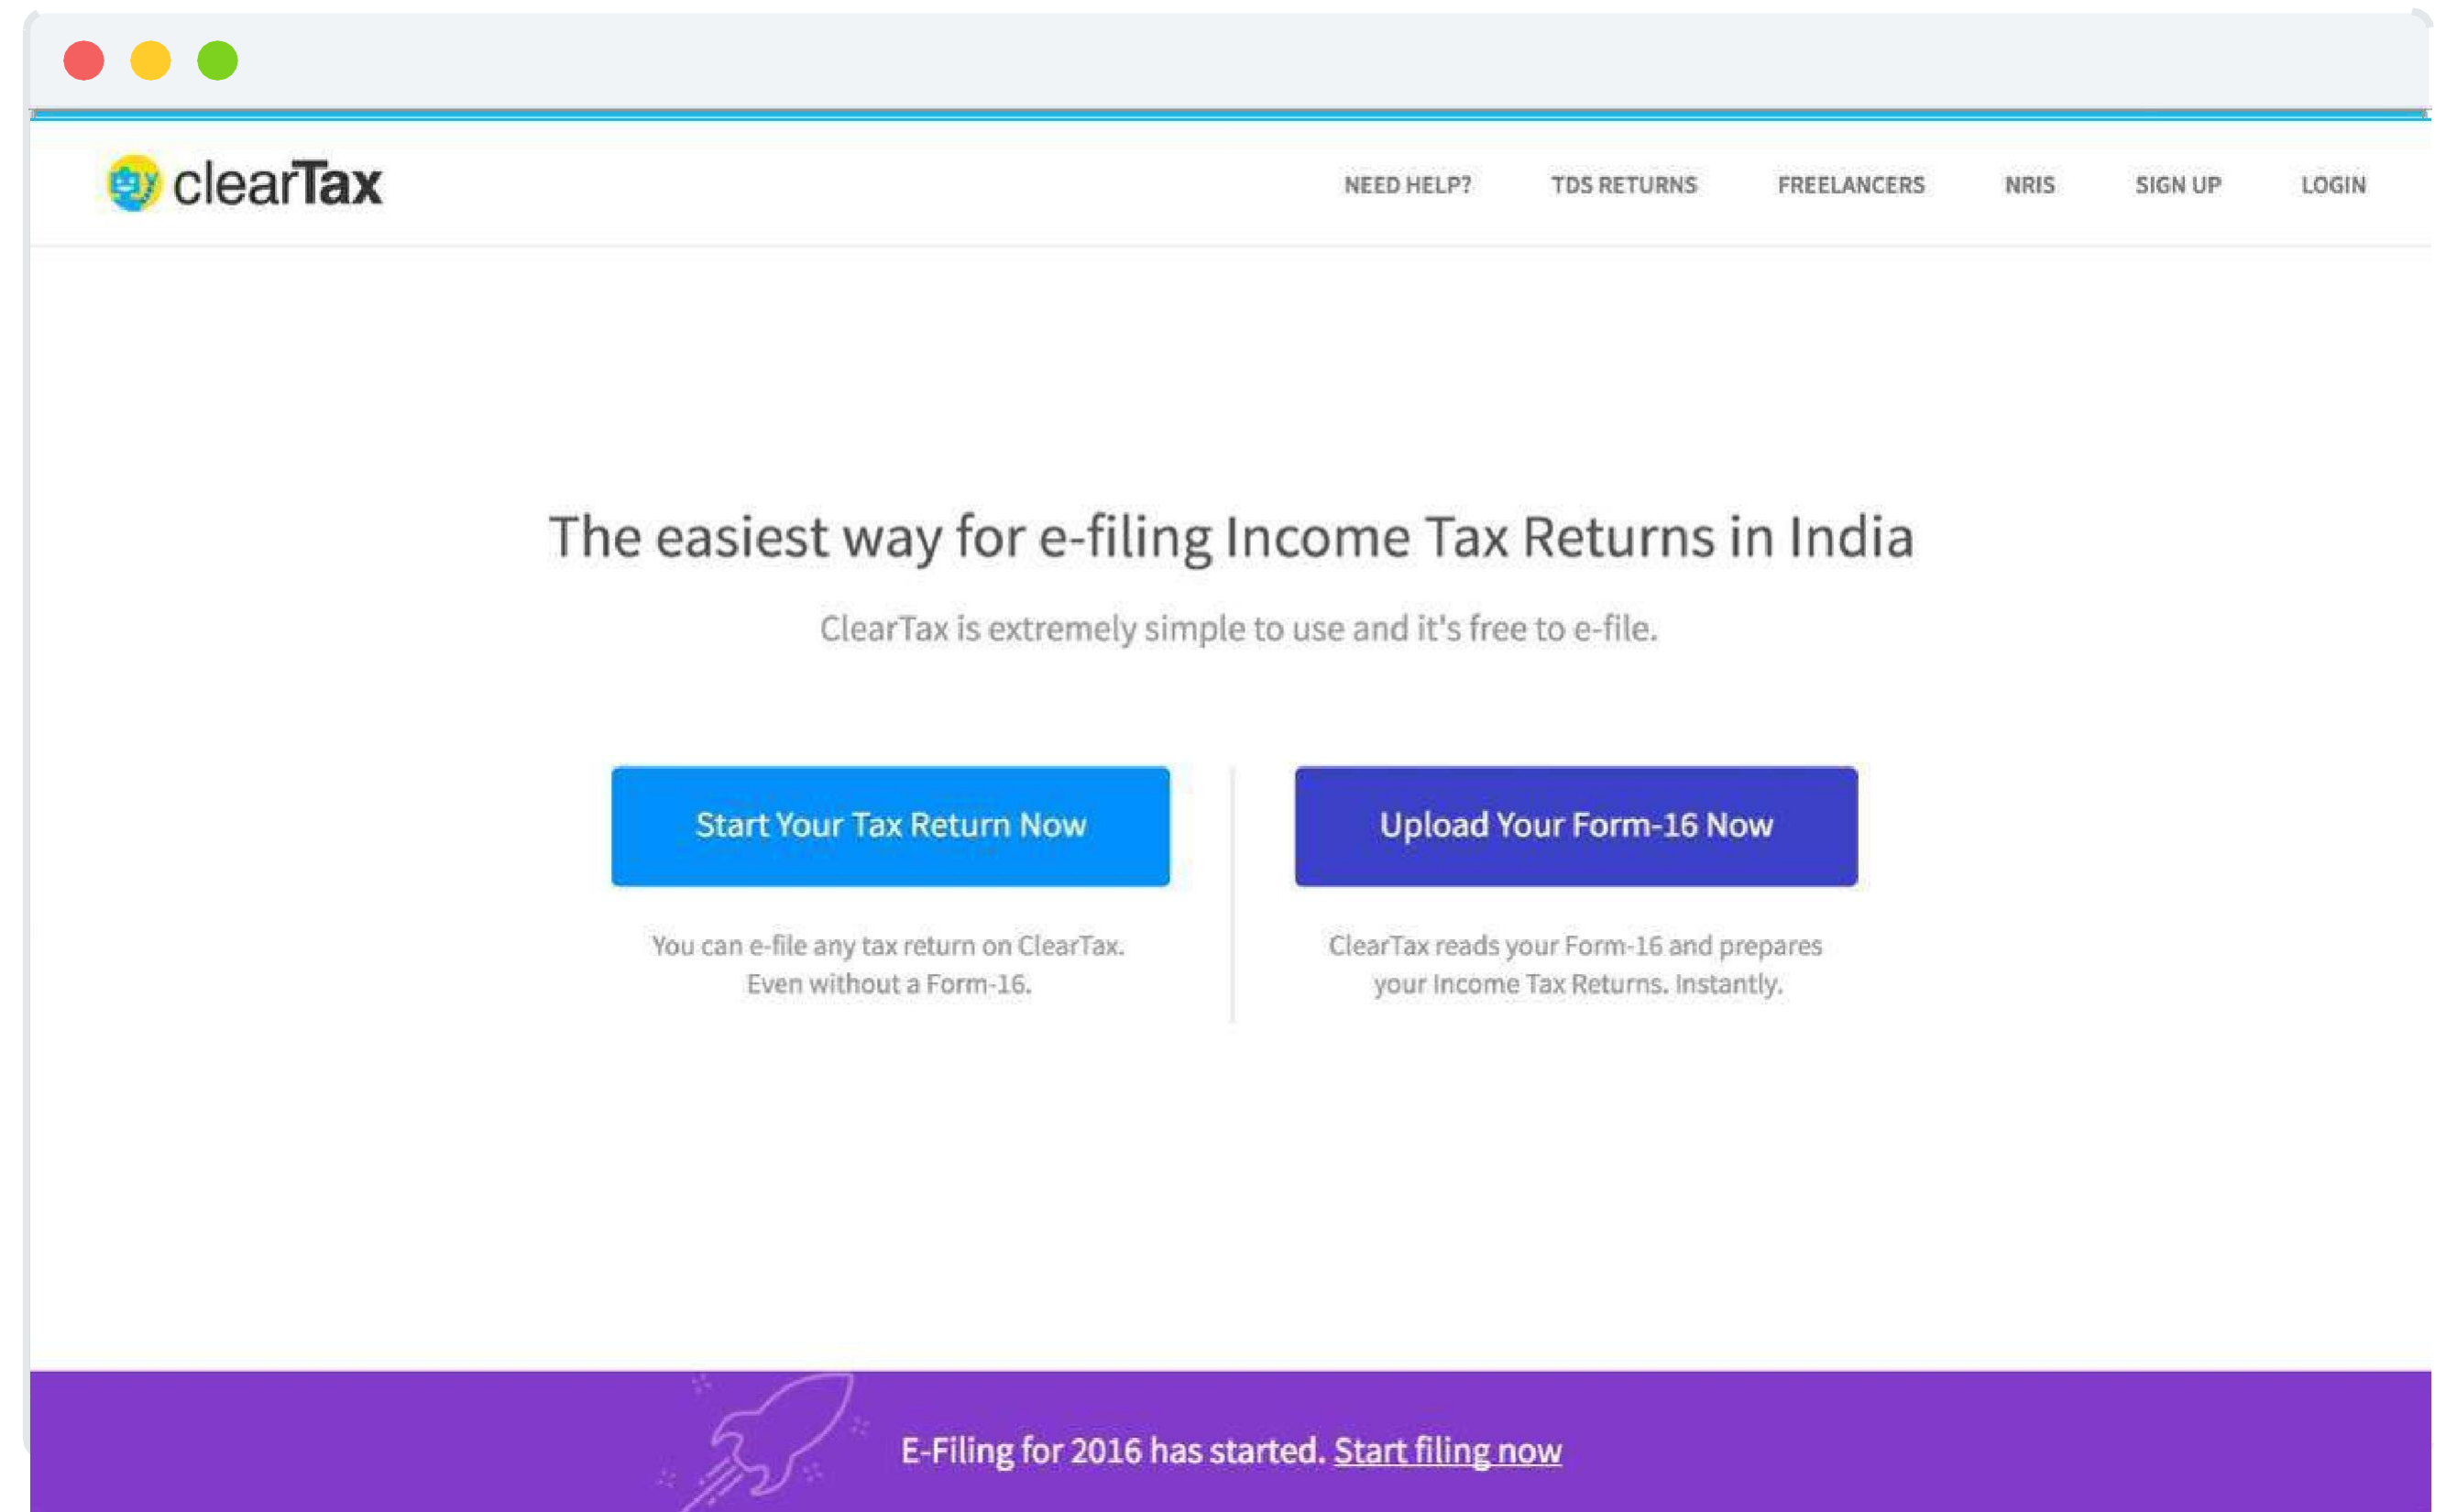 clearTax
NEED HELP? TDS RETURNS FREELANCERS NRIS SIGN UP LOGIN
The easiest way for e-filing Income Tax Returns in India
ClearTax is extremely simple to use and it's free to e-file.
Start Your Tax Return Now
You can e-file any tax return on ClearTax.
Even without a Form-16.
Upload Your Form-16 Now
ClearTax reads your Form-16 and prepares
your Income Tax Returns. Instantly.
E-Filing for 2016 has started. Start filing now